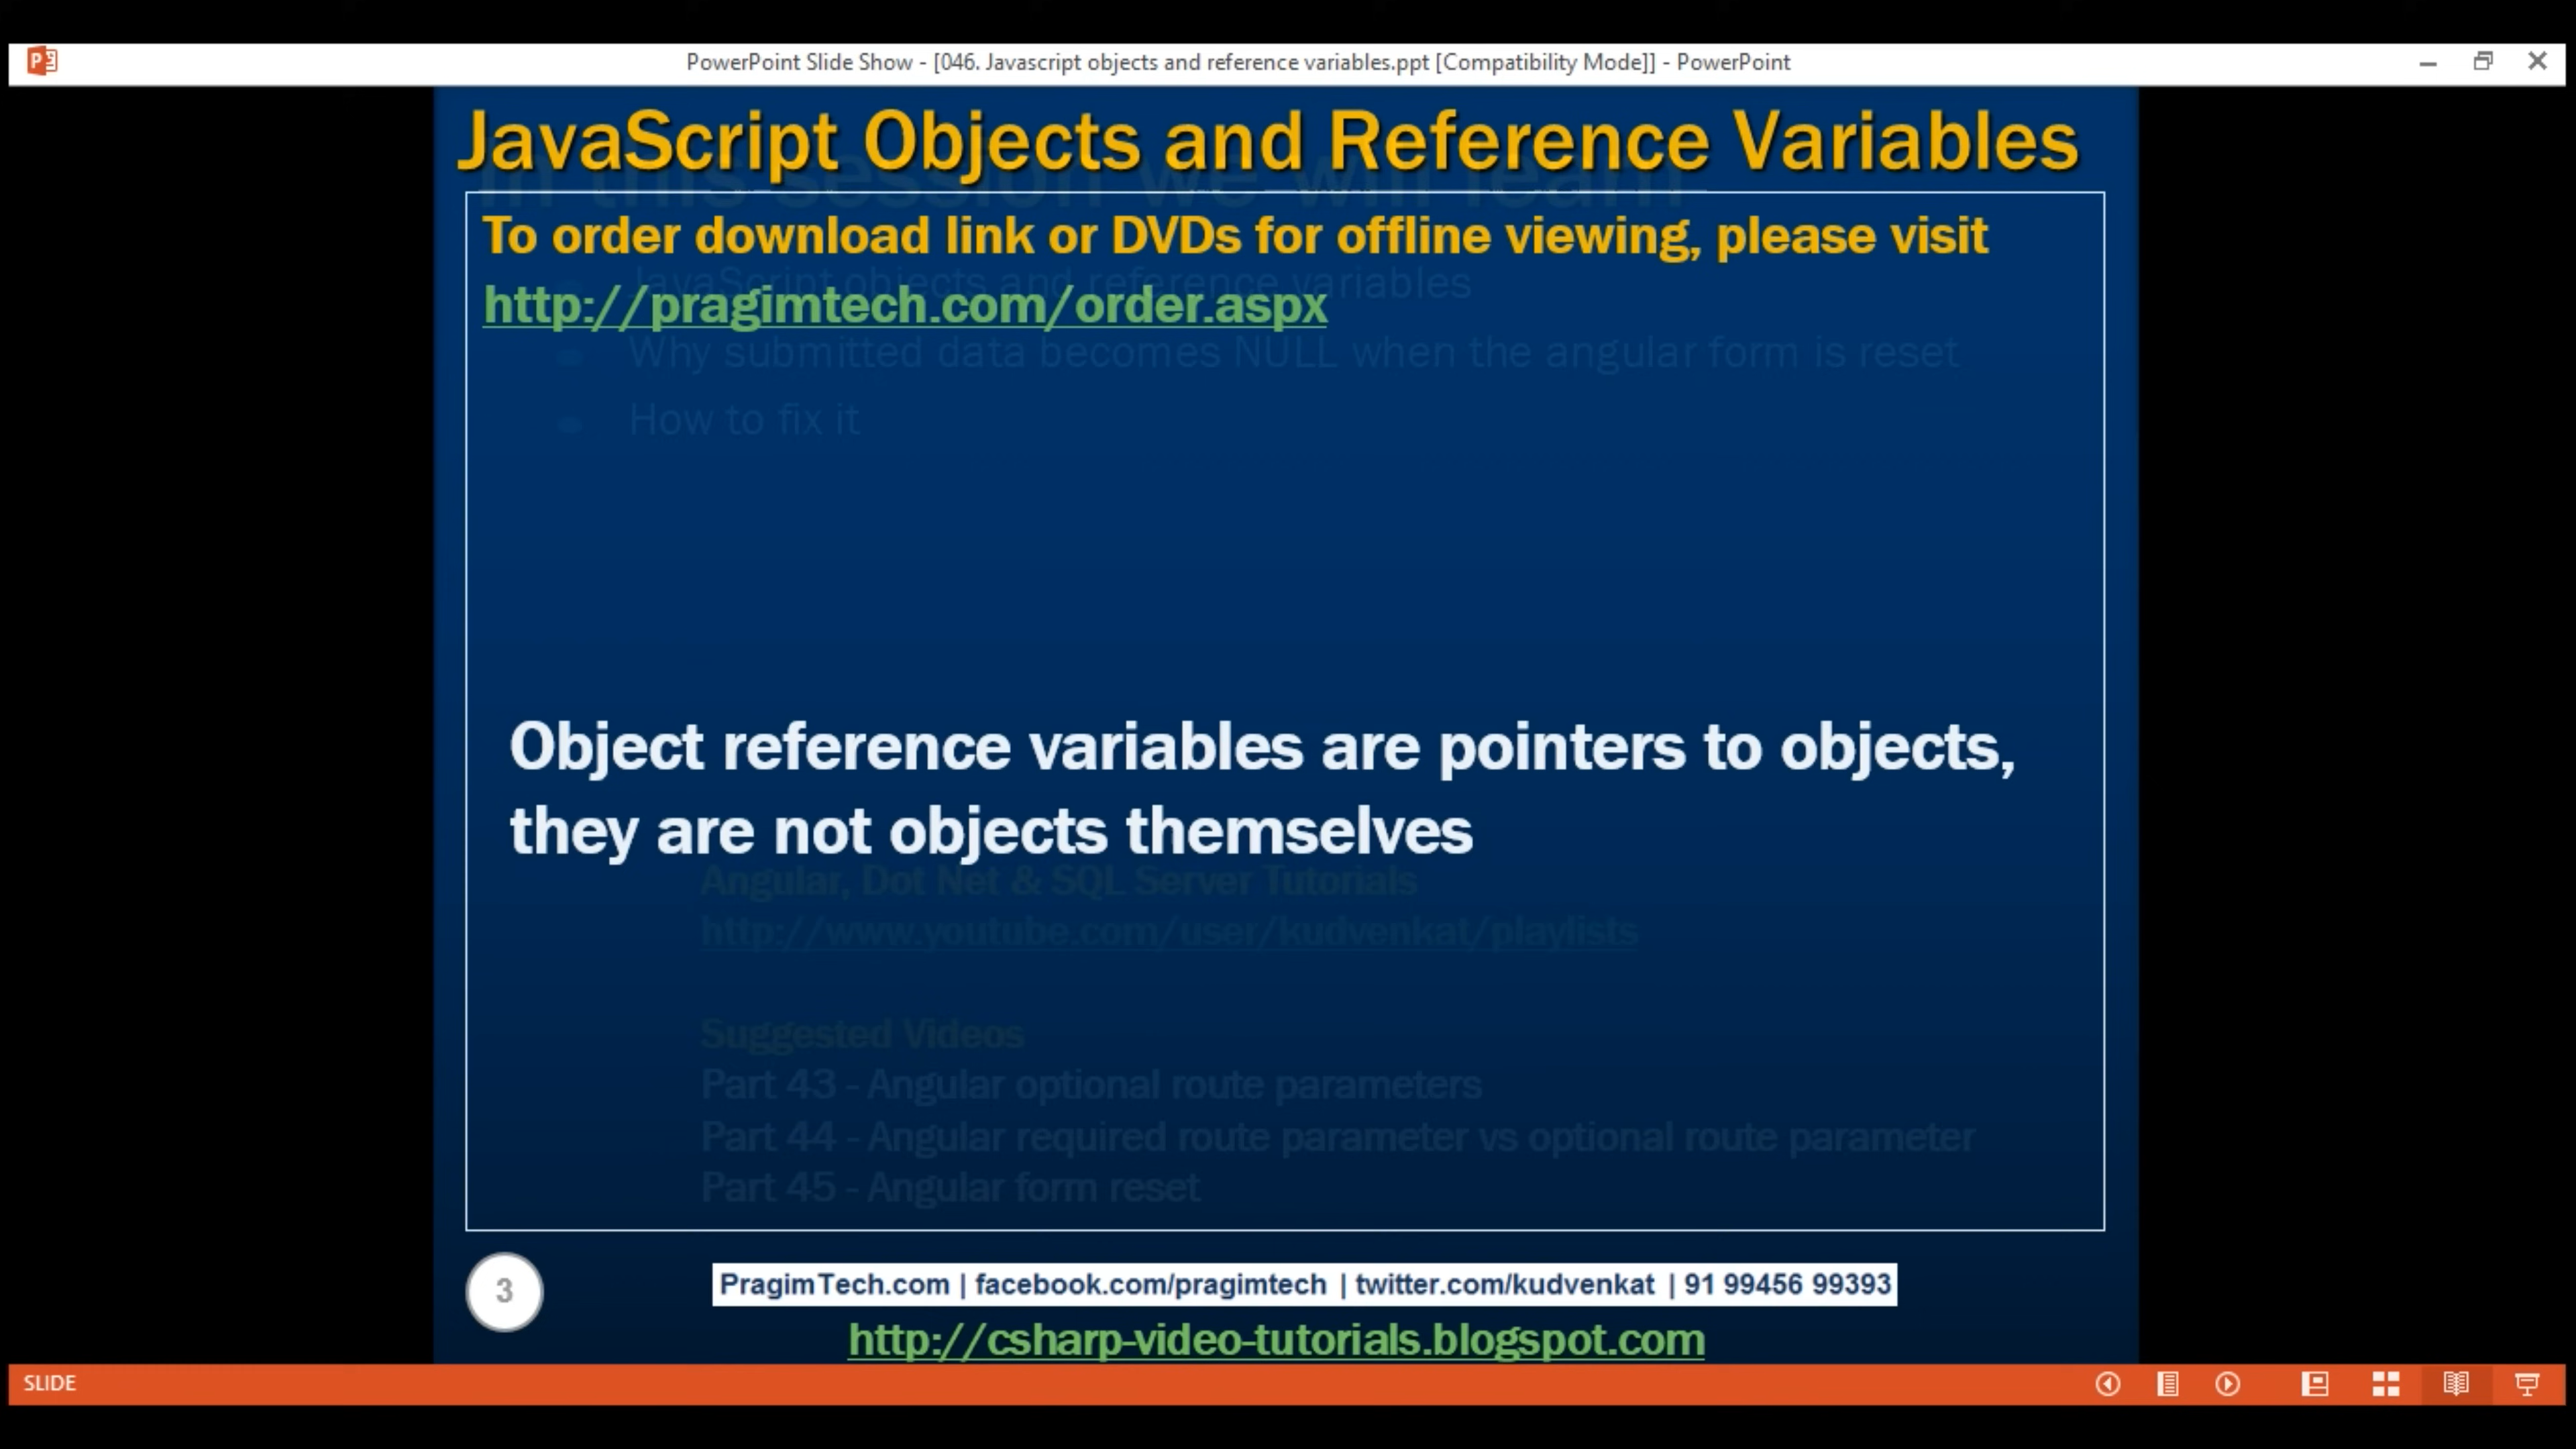 PowerPoint Slide Show - [046. Javascript objects and reference variables.ppt [Compatibility Mode]] - PowerPoint
JavaScript Objects and Reference Variables
In this session we will learn
To order download link or DVDs for offline viewing, please visit
JavaScript objects and reference variables
http://pragimtech.com/order.aspx
Why submitted data becomes NULL when the angular form is reset
How to fix it
Object reference variables are pointers to objects,
they are not objects themselves
Angular, Dot Net & SQL Server Tutorials
http://www.youtube.com/user/kudvenkat/playlists
Suggested Videos
Part 43 - Angular optional route parameters
Part 44 - Angular required route parameter vs optional route parameter
Part 45 - Angular form reset
3
PragimTech.com | facebook.com/pragimtech | twitter.com/kudvenkat | 91 99456 99393
http://csharp-video-tutorials.blogspot.com
SLIDE